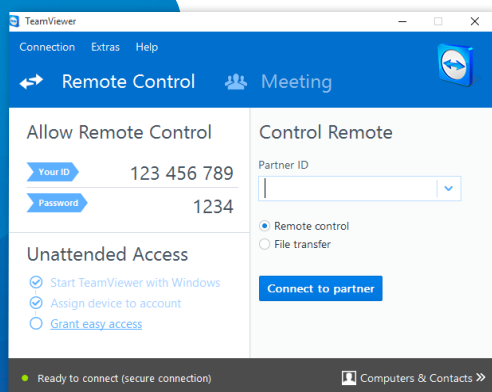 TeamViewer
Connection Extras Help
Remote Control Meeting
Allow Remote Control
Your ID 123 456 789
Password 1234
Unattended Access
Start TeamViewer with Windows
Assign device to account
Grant easy access
Control Remote
Partner ID
Remote control
File transfer
Connect to partner
Ready to connect (secure connection) Computers & Contacts